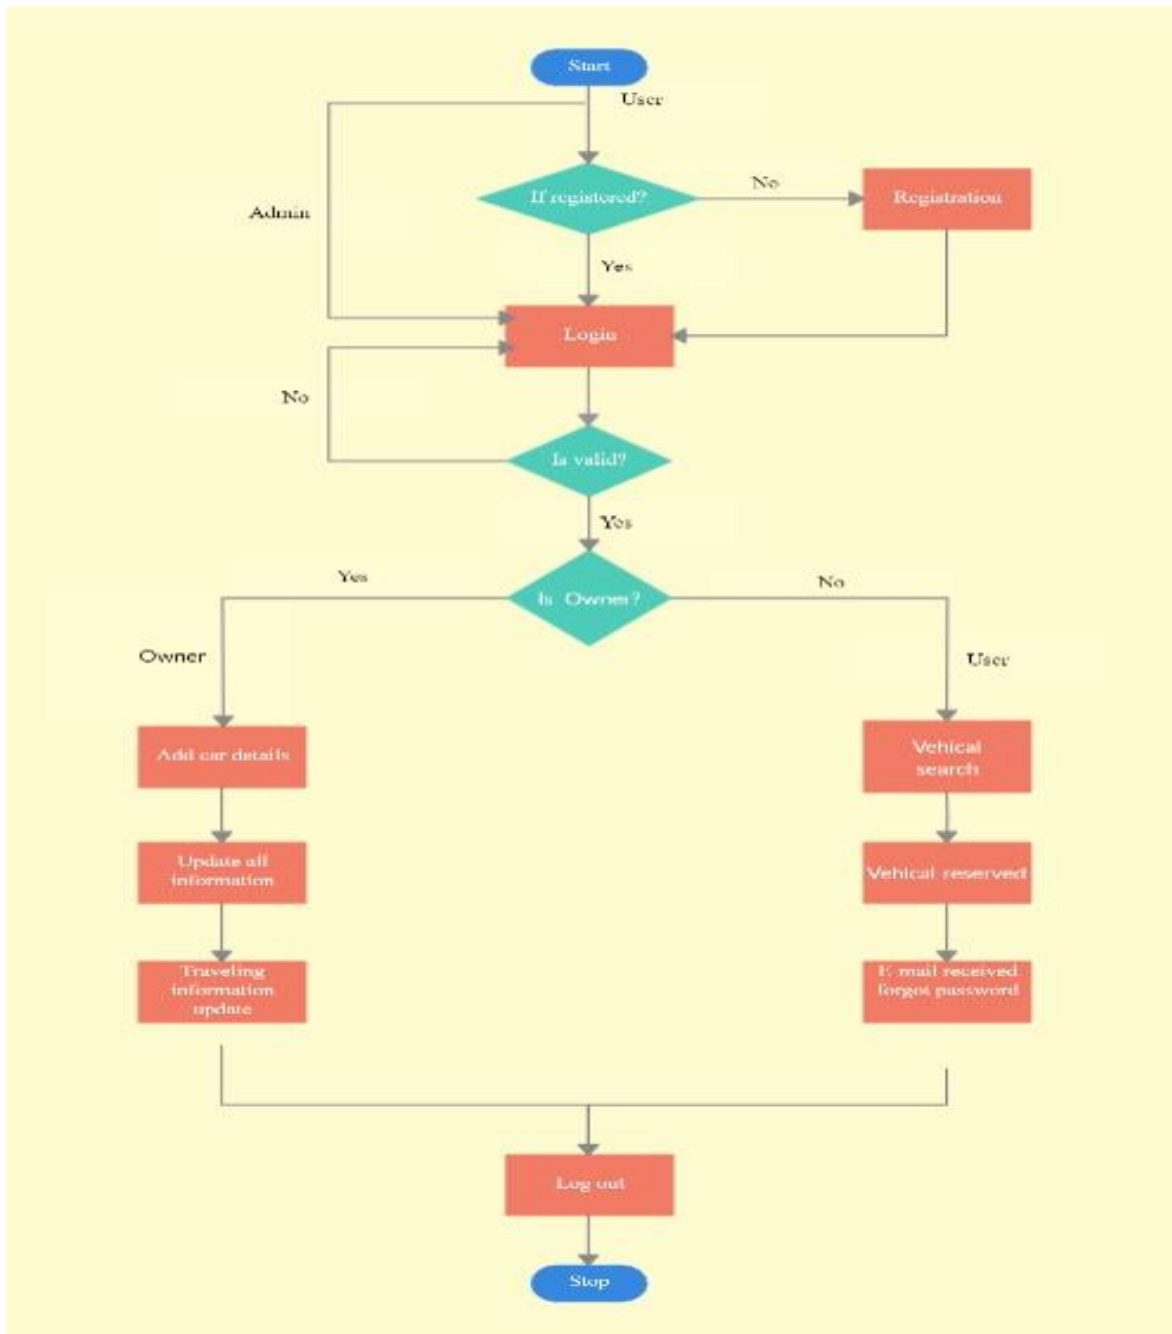 Start
User
If registered?
No
Registration
Admin
Yes
Login
No
Is valid?
Yes
Yes
Is Owner?
No
Owner
User
Add car details
Vehical
search
Update all
information
Vehical reserved
Traveling
information
update
E mail received
forgot password
Log out
Stop